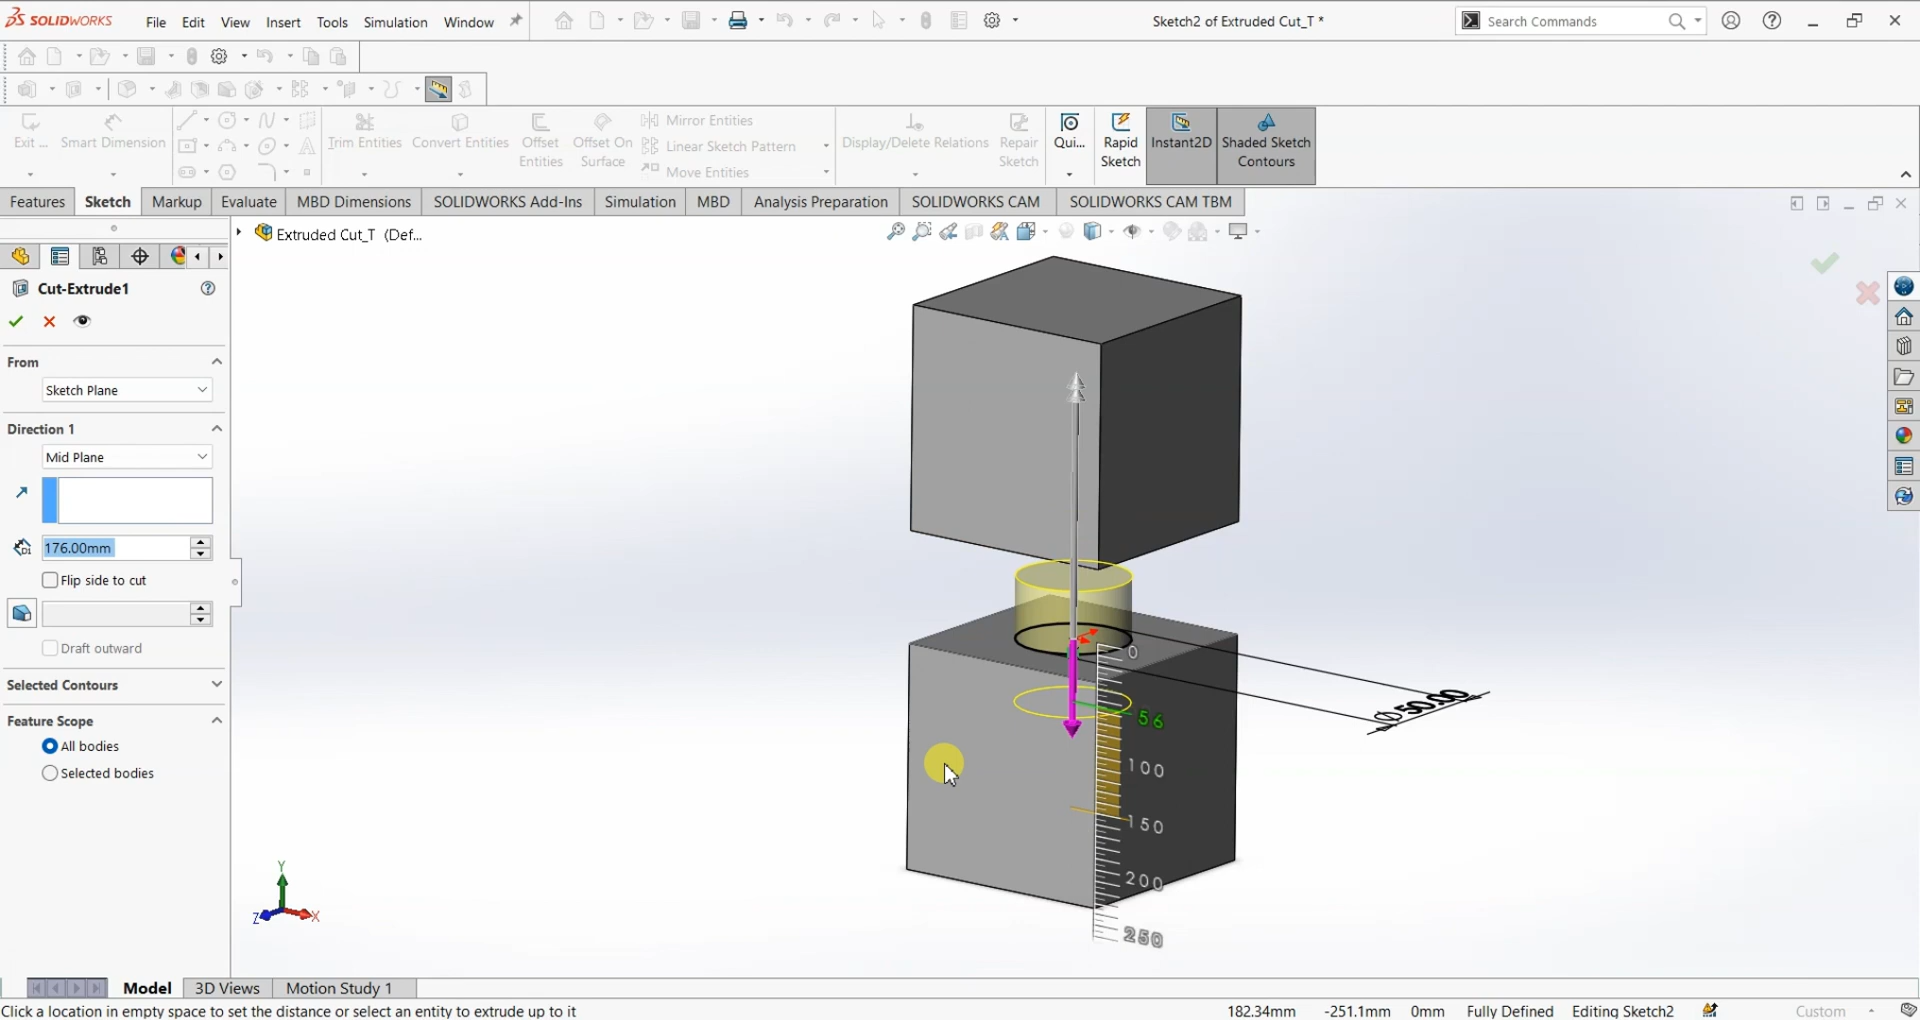 SOLIDWORKS File Edit View Insert Tools Simulation Window
Sketch2 of Extruded Cut_T *
Search Commands
Exit ... Smart Dimension
Trim Entities Convert Entities Offset Entities Offset On Surface
Mirror Entities
Linear Sketch Pattern
Move Entities
Display/Delete Relations Repair Sketch Qui... Rapid Sketch Instant2D Shaded Sketch Contours
Features Sketch Markup Evaluate MBD Dimensions SOLIDWORKS Add-Ins Simulation MBD Analysis Preparation SOLIDWORKS CAM SOLIDWORKS CAM TBM
Extruded Cut_T (Def...
Cut-Extrude1
From
Sketch Plane
Direction 1
Mid Plane
D1
176.00mm
Flip side to cut
Draft outward
Selected Contours
Feature Scope
All bodies
Selected bodies
0
56
100
150
200
250
Ø50.00
Y
Z X
Model 3D Views Motion Study 1
Click a location in empty space to set the distance or select an entity to extrude up to it 182.34mm -251.1mm 0mm Fully Defined Editing Sketch2 Custom